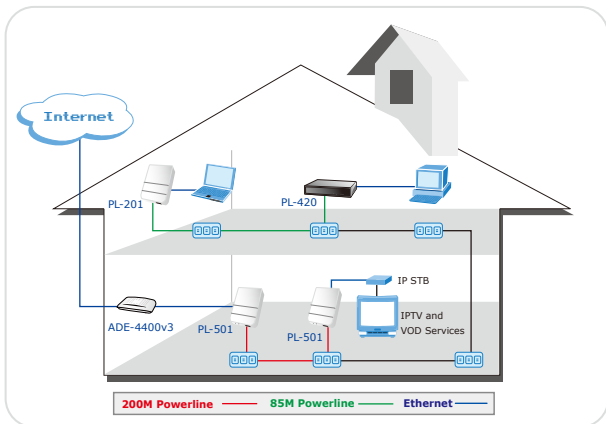 Internet
PL-201
PL-420
IP STB
IPTV and
VOD Services
ADE-4400v3
PL-501
PL-501
200M Powerline
85M Powerline
Ethernet